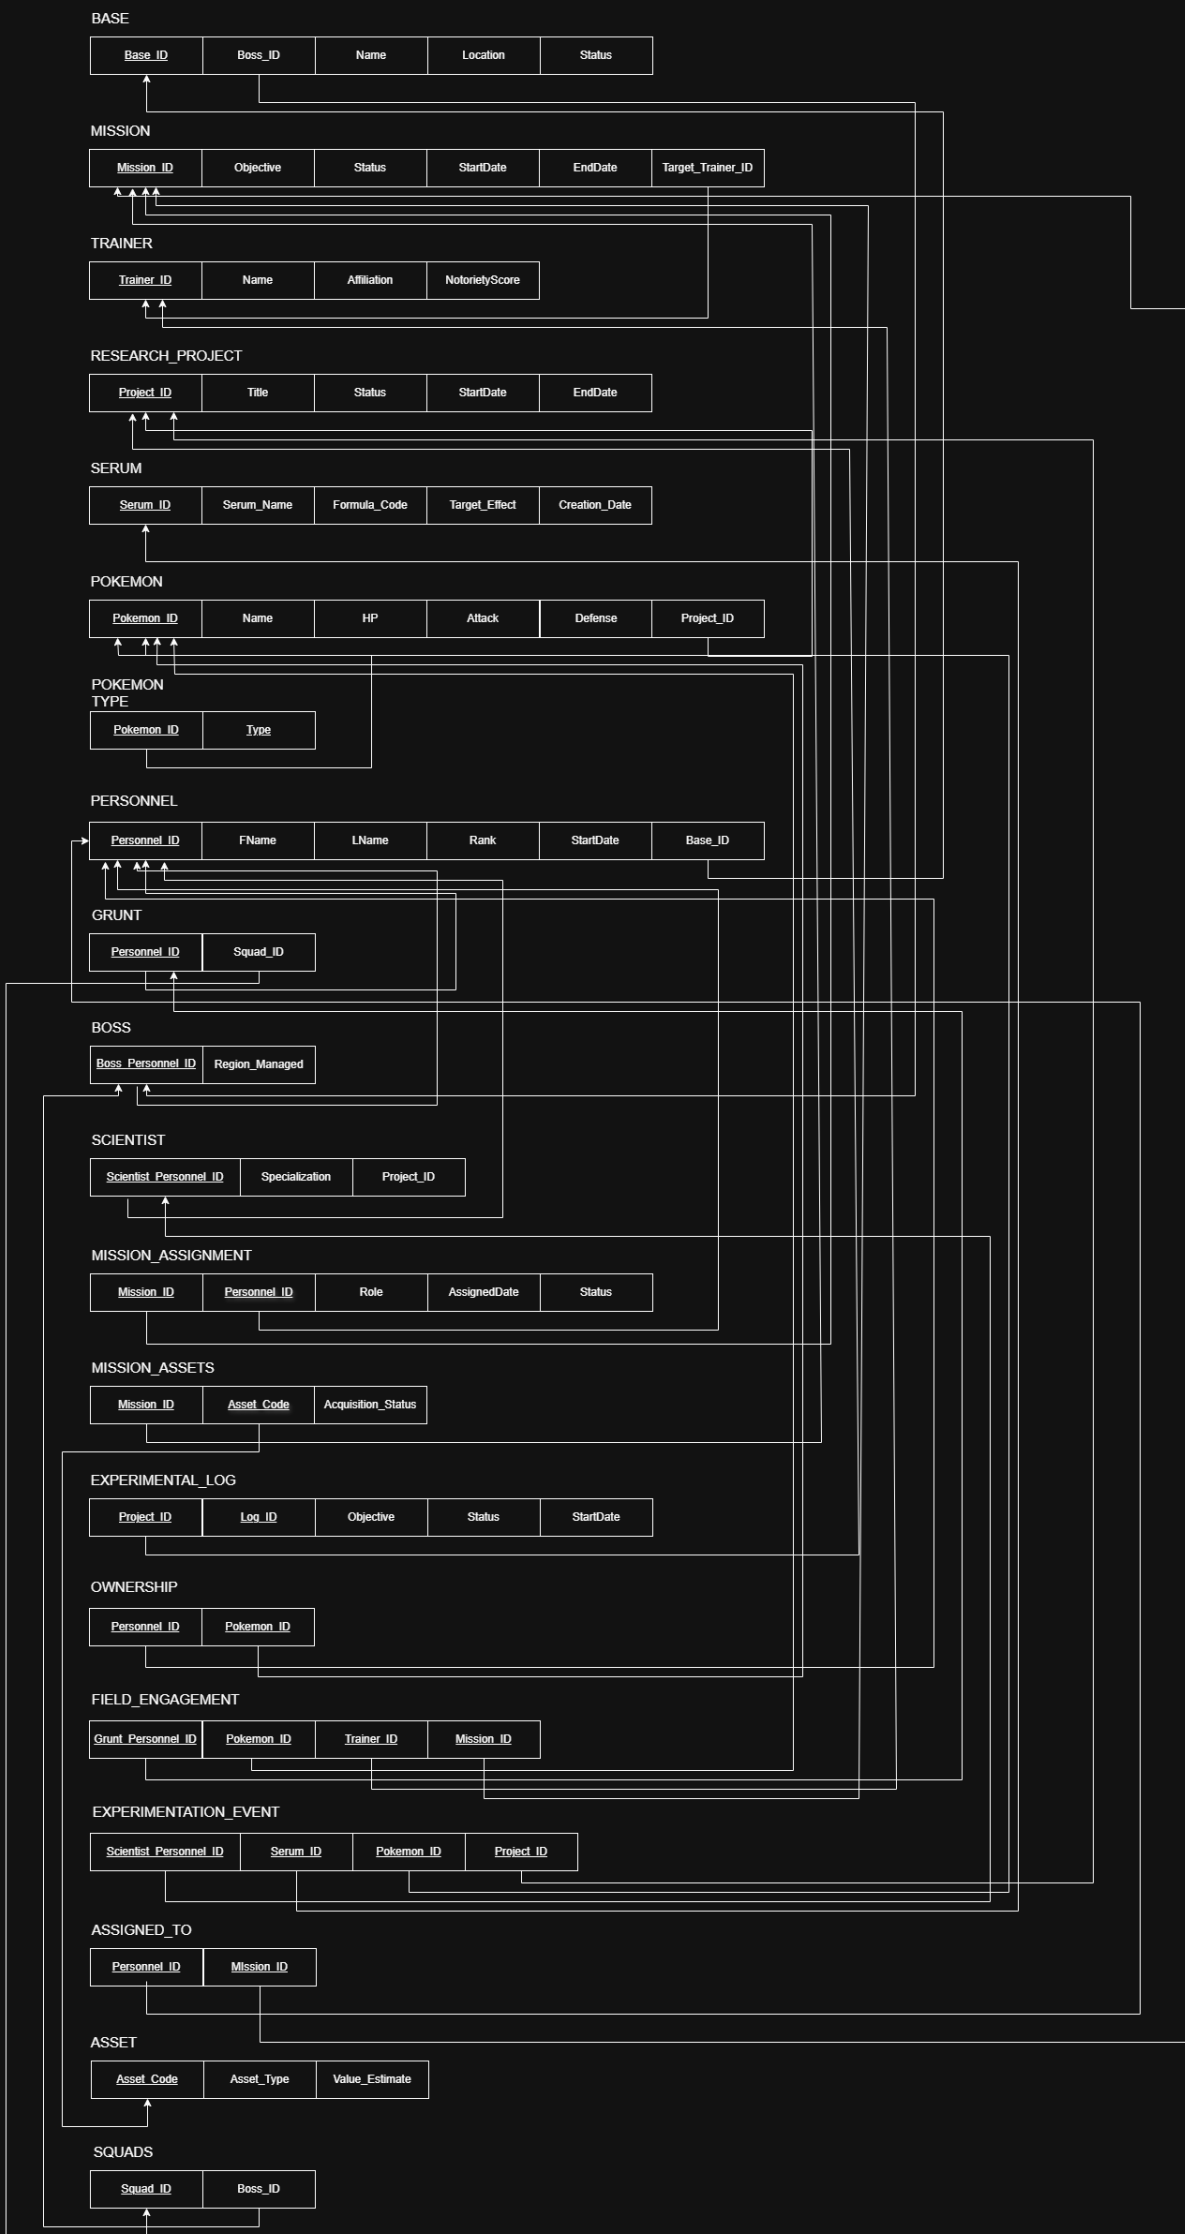 BASE
Base_ID Boss_ID Name Location Status
MISSION
Mission_ID Objective Status StartDate EndDate Target_Trainer_ID
TRAINER
Trainer_ID Name Affiliation NotorietyScore
RESEARCH_PROJECT
Project_ID Title Status StartDate EndDate
SERUM
Serum_ID Serum_Name Formula_Code Target_Effect Creation_Date
POKEMON
Pokemon_ID Name HP Attack Defense Project_ID
POKEMON
TYPE
Pokemon_ID Type
PERSONNEL
Personnel_ID FName LName Rank StartDate Base_ID
GRUNT
Personnel_ID Squad_ID
BOSS
Boss_Personnel_ID Region_Managed
SCIENTIST
Scientist_Personnel_ID Specialization Project_ID
MISSION_ASSIGNMENT
Mission_ID Personnel_ID Role AssignedDate Status
MISSION_ASSETS
Mission_ID Asset_Code Acquisition_Status
EXPERIMENTAL_LOG
Project_ID Log_ID Objective Status StartDate
OWNERSHIP
Personnel_ID Pokemon_ID
FIELD_ENGAGEMENT
Grunt_Personnel_ID Pokemon_ID Trainer_ID Mission_ID
EXPERIMENTATION_EVENT
Scientist_Personnel_ID Serum_ID Pokemon_ID Project_ID
ASSIGNED_TO
Personnel_ID MIssion_ID
ASSET
Asset_Code Asset_Type Value_Estimate
SQUADS
Squad_ID Boss_ID